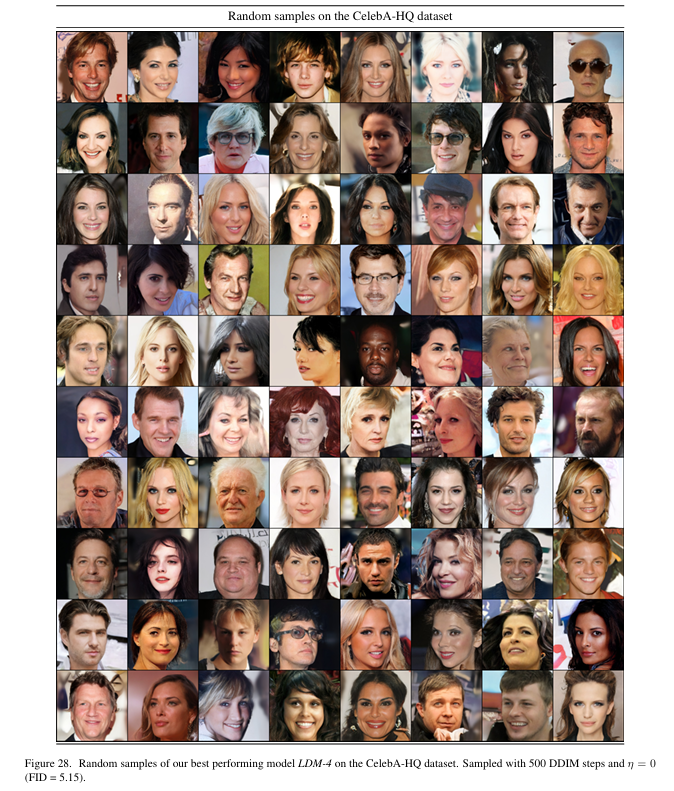 Random samples on the CelebA-HQ dataset
Figure 28. Random samples of our best performing model LDM-4 on the CelebA-HQ dataset. Sampled with 500 DDIM steps and η = 0
(FID = 5.15).